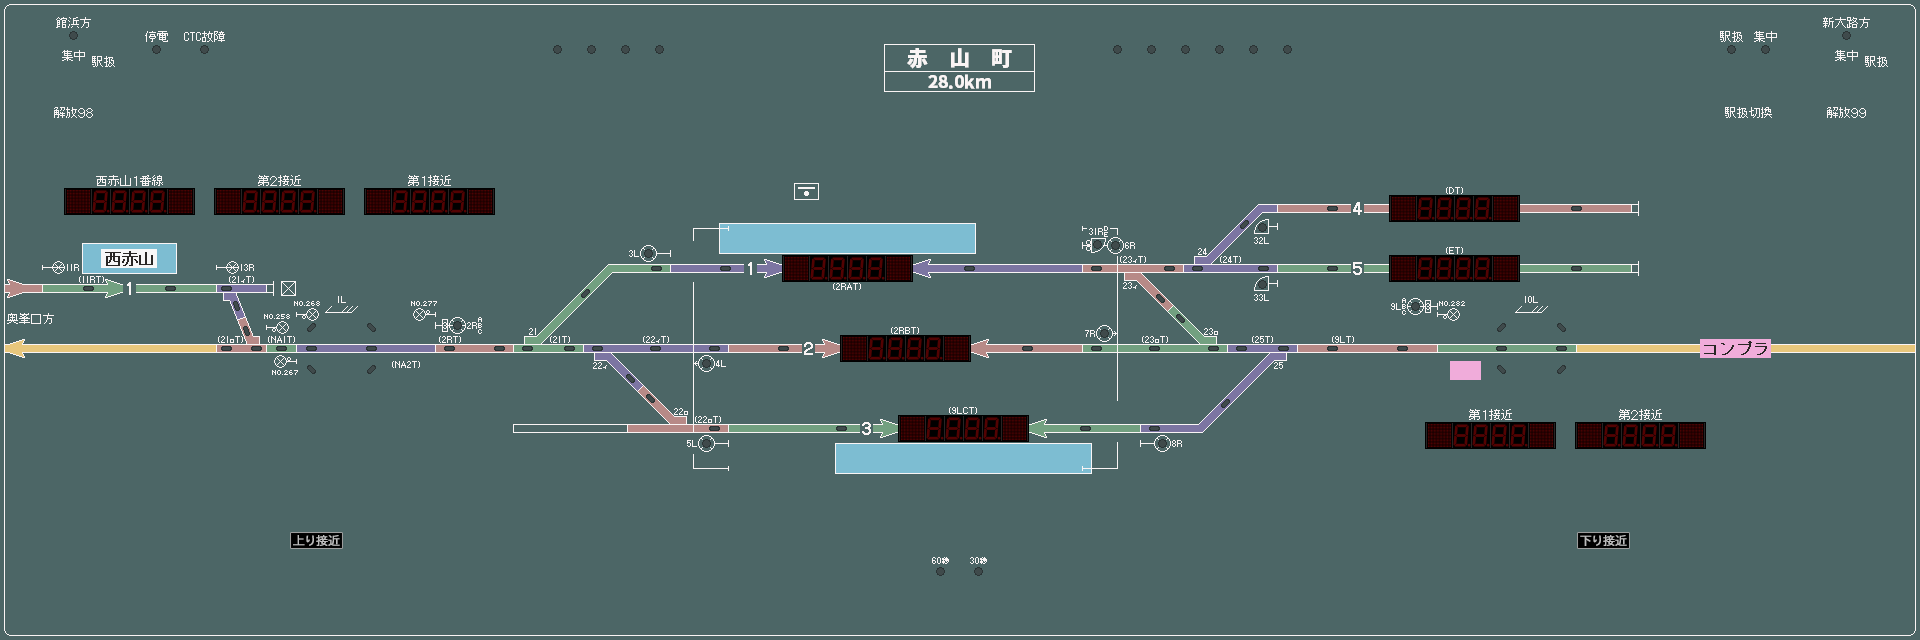 館浜方
集中
駅扱
停電
CTC故障
赤 山 町
28.0km
駅扱
集中
新大路方
集中
駅扱
解放98
駅扱切換
解放99
西赤山1番線
第2接近
第1接近
(DT)
4
32L
西赤山
11R
13R
3L
31R
6R
24
(23イT)
(24T)
(ET)
1
5
(11RT)
1
(21イT)
(2RAT)
23イ
33L
奥峯口方
NO.268
1L
NO.277
NO.258
2R
9L
NO.282
10L
(21ロT)
(NA1T)
(2RT)
21
(21T)
(22イT)
(2RBT)
7R
(23ロT)
23ロ
(25T)
(9LT)
2
コンプラ
NO.267
(NA2T)
22イ
4L
25
22ロ
(22ロT)
(9LCT)
3
5L
8R
第1接近
第2接近
上り接近
下り接近
60秒
30秒